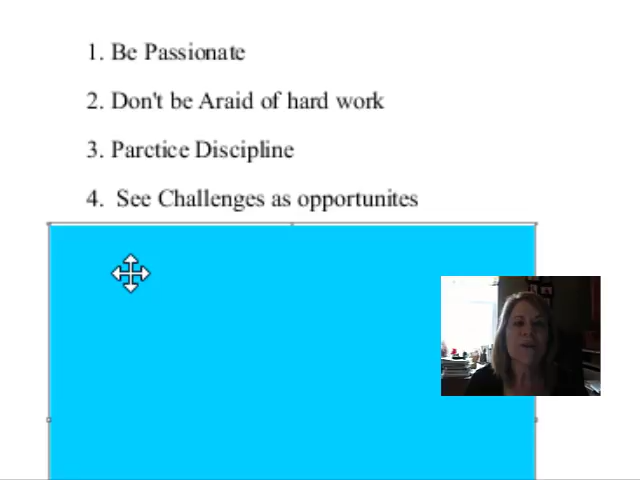 1. Be Passionate
2. Don't be Araid of hard work
3. Parctice Discipline
4. See Challenges as opportunites